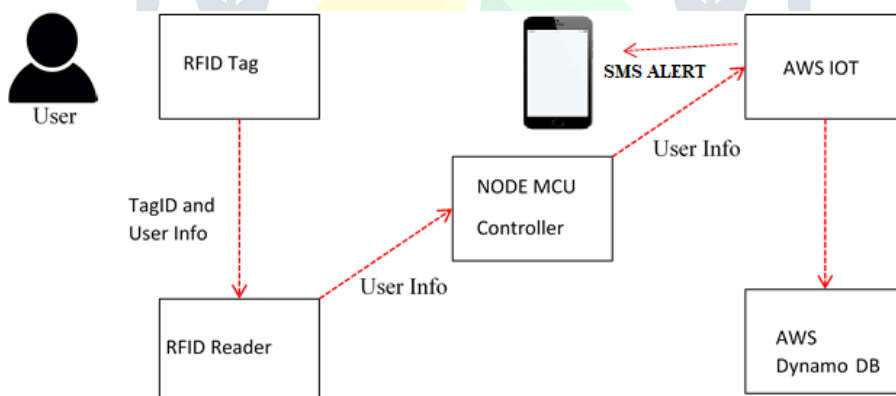 User
RFID Tag
SMS ALERT
AWS IOT
TagID and
User Info
NODE MCU
Controller
User Info
User Info
RFID Reader
AWS
Dynamo DB